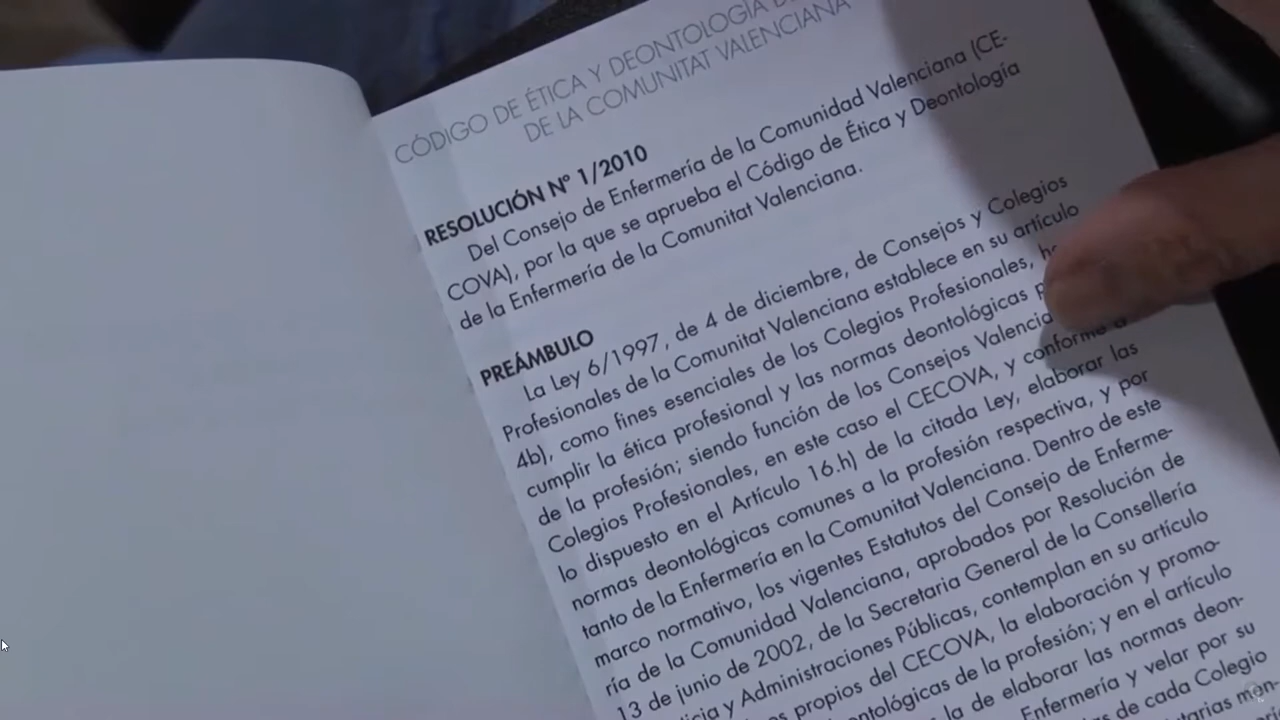 CÓDIGO DE ÉTICA Y DEONTOLOGÍA
DE LA COMUNITAT VALENCIANA
RESOLUCIÓN Nº 1/2010
Del Consejo de Enfermería de la Comunidad Valenciana (CE-
COVA), por la que se aprueba el Código de Ética y Deontología
de la Enfermería de la Comunitat Valenciana.
PREÁMBULO
La Ley 6/1997, de 4 de diciembre, de Consejos y Colegios
Profesionales de la Comunitat Valenciana establece en su artículo
4b), como fines esenciales de los Colegios Profesionales,
cumplir la ética profesional y las normas deontológicas
de la profesión; siendo función de los Consejos
Colegios Profesionales, en este caso el CECOVA, y conforme a
lo dispuesto en el Artículo 16.h) de la citada Ley, elaborar las
normas deontológicas comunes a la profesión respectiva, y por
tanto de la Enfermería en la Comunitat Valenciana. Dentro de este
marco normativo, los vigentes Estatutos del Consejo de Enferme-
ría de la Comunidad Valenciana, aprobados por Resolución de
13 de junio de 2002, de la Secretaria General de la Consellería
y Administraciones Públicas, contemplan en su artículo
propios del CECOVA, la elaboración y promo-
de la profesión; y en el artículo
la de elaborar las normas deon-
Enfermería y velar por su
de cada Colegio